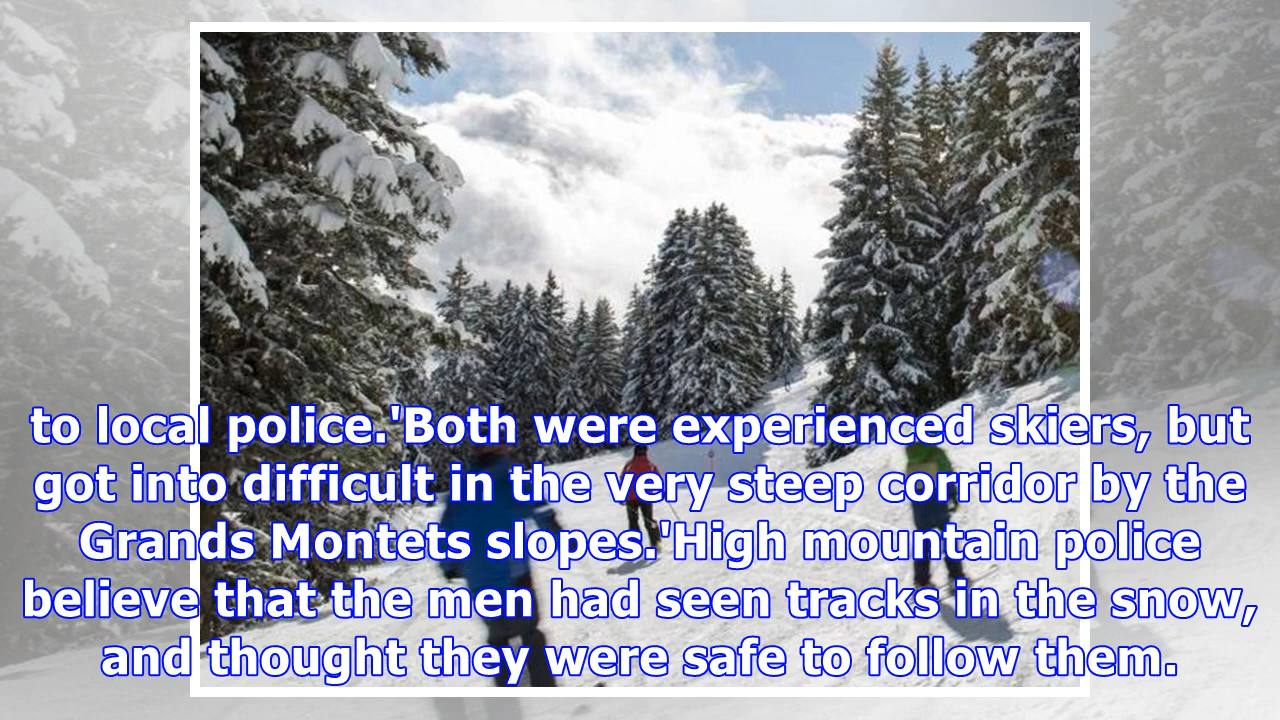 to local police.'Both were experienced skiers, but
got into difficult in the very steep corridor by the
Grands Montets slopes.'High mountain police
believe that the men had seen tracks in the snow,
and thought they were safe to follow them.